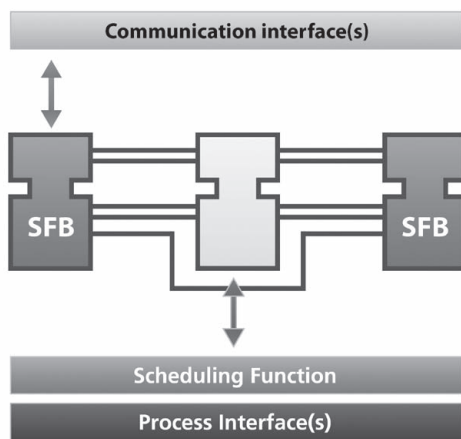 Communication interface(s)
SFB
SFB
Scheduling Function
Process Interface(s)